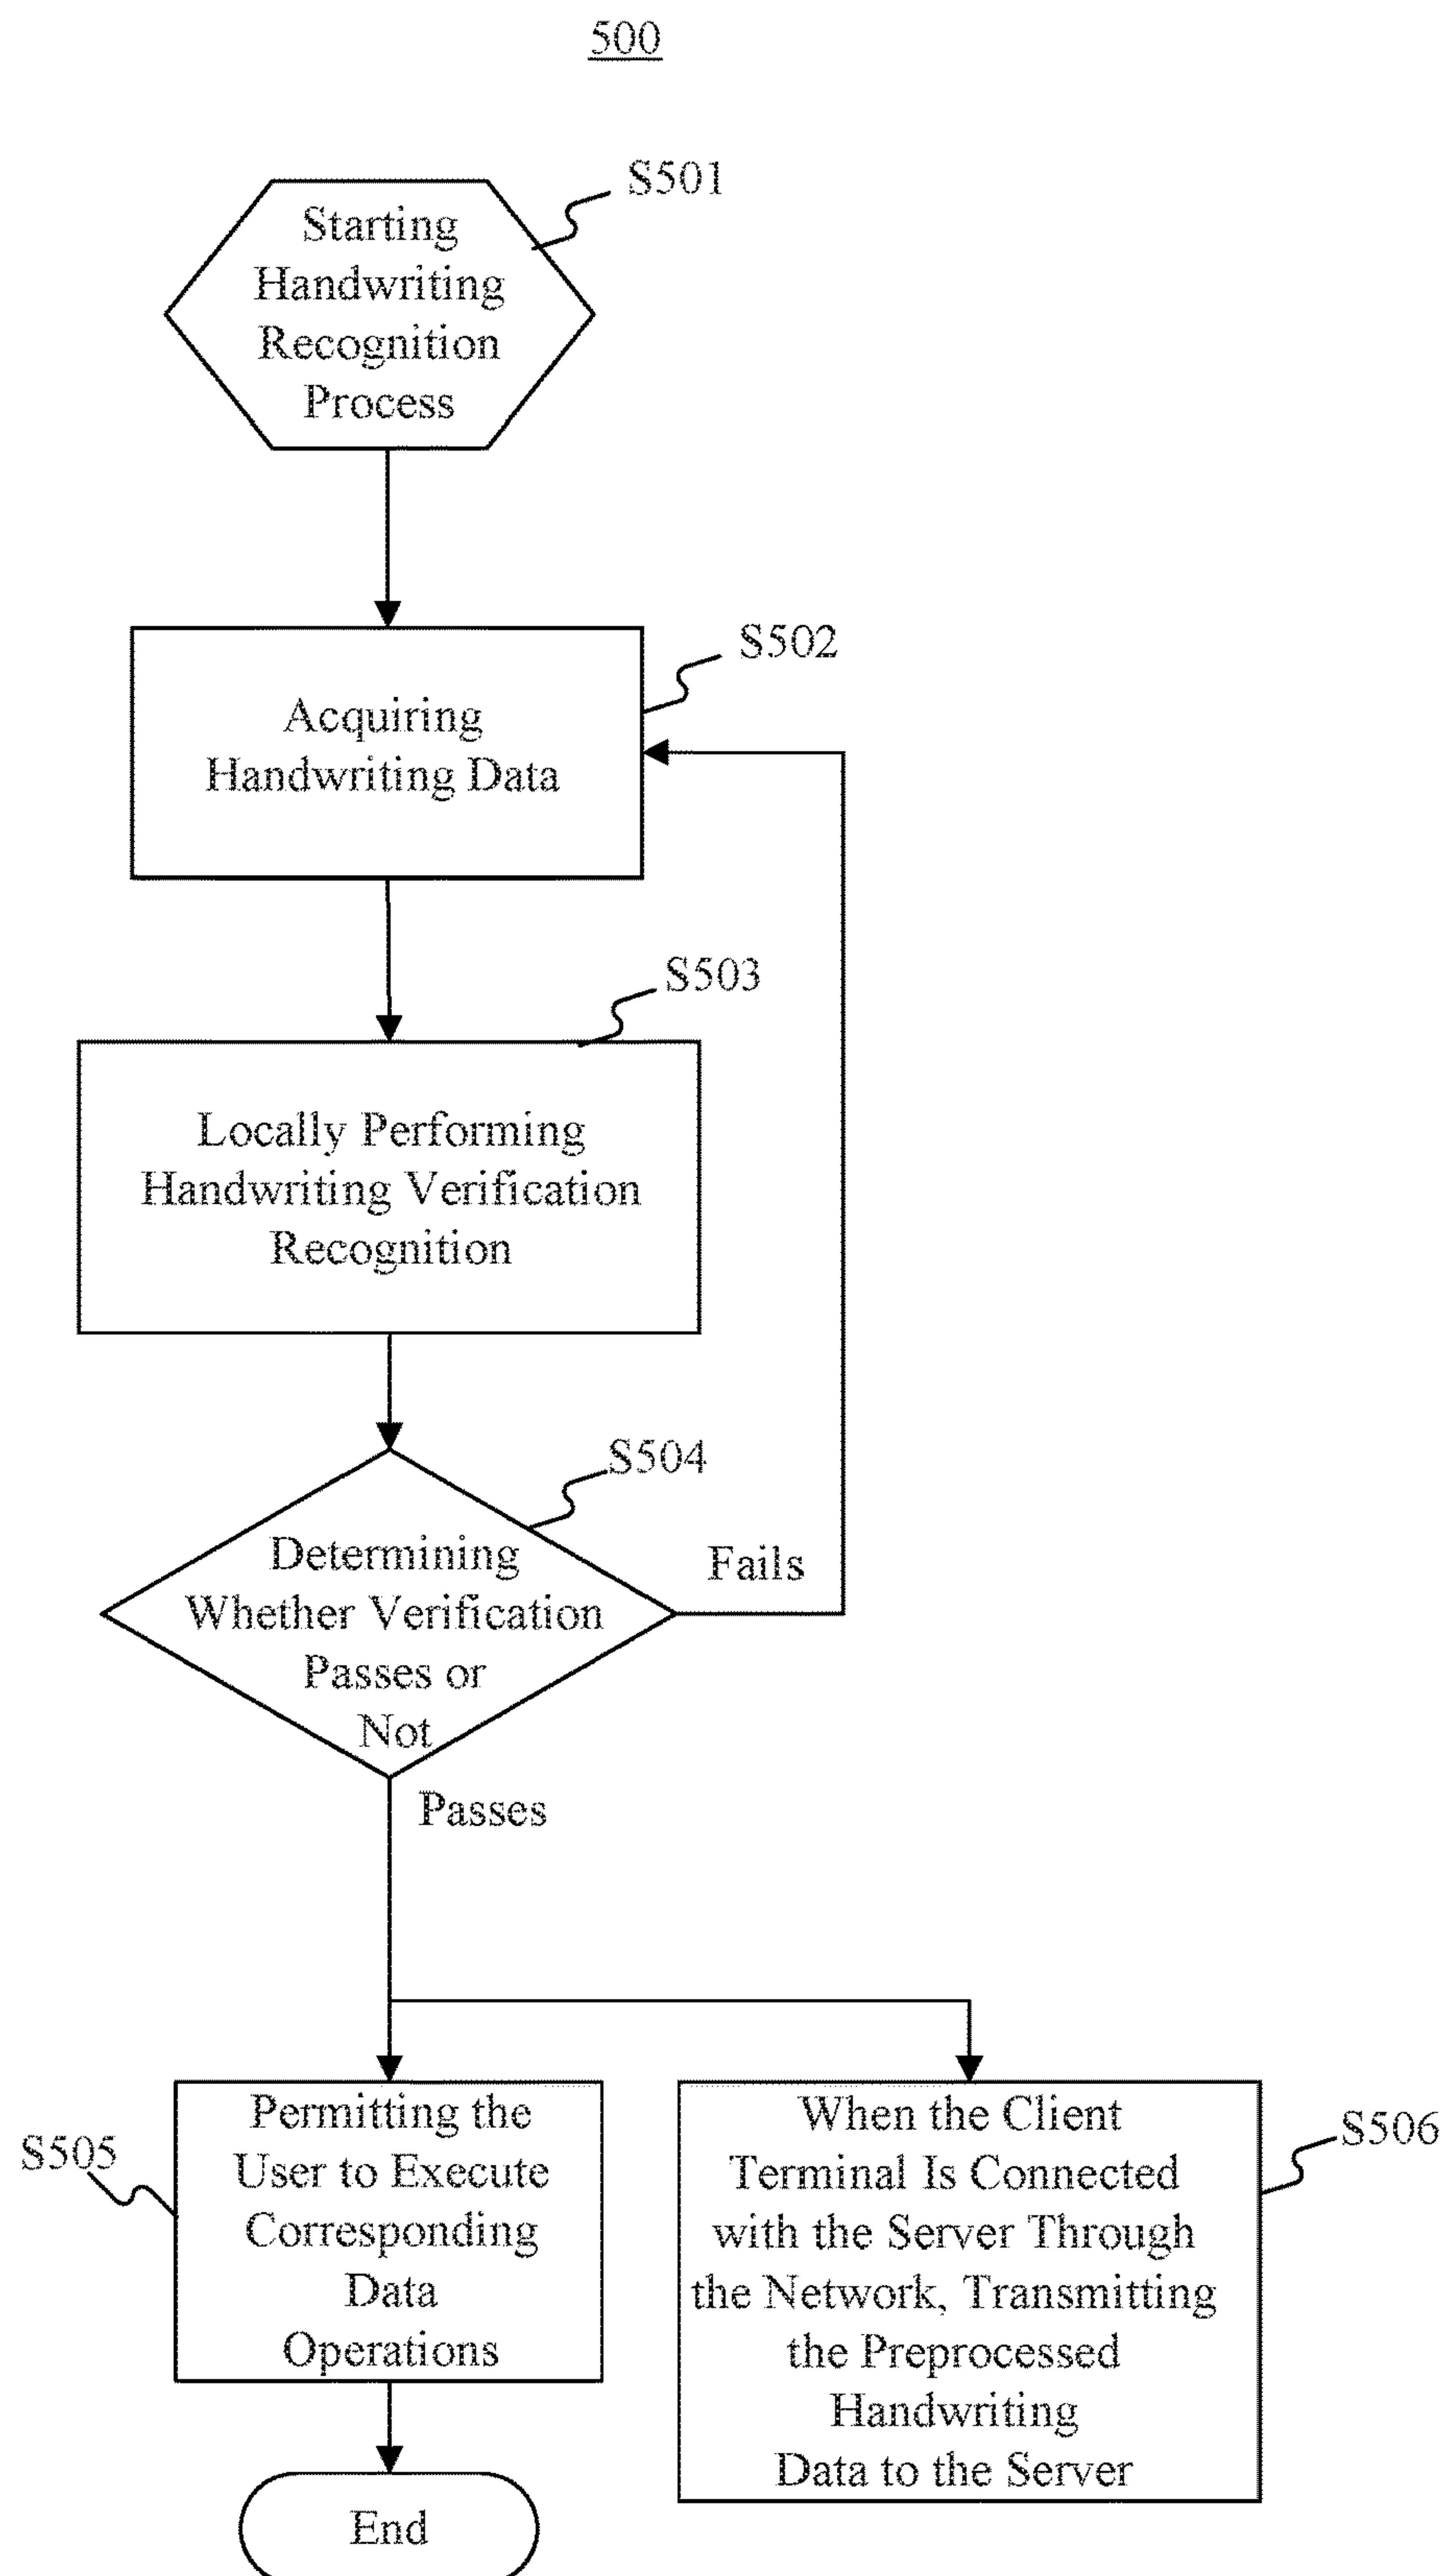 500
S501
Starting
Handwriting
Recognition
Process
S502
Acquiring
Handwriting Data
S503
Locally Performing
Handwriting Verification
Recognition
S504
Determining
Whether Verification
Passes or
Not
Fails
Passes
S505
Permitting the
User to Execute
Corresponding
Data
Operations
When the Client
Terminal Is Connected
with the Server Through
the Network, Transmitting
the Preprocessed
Handwriting
Data to the Server
S506
End